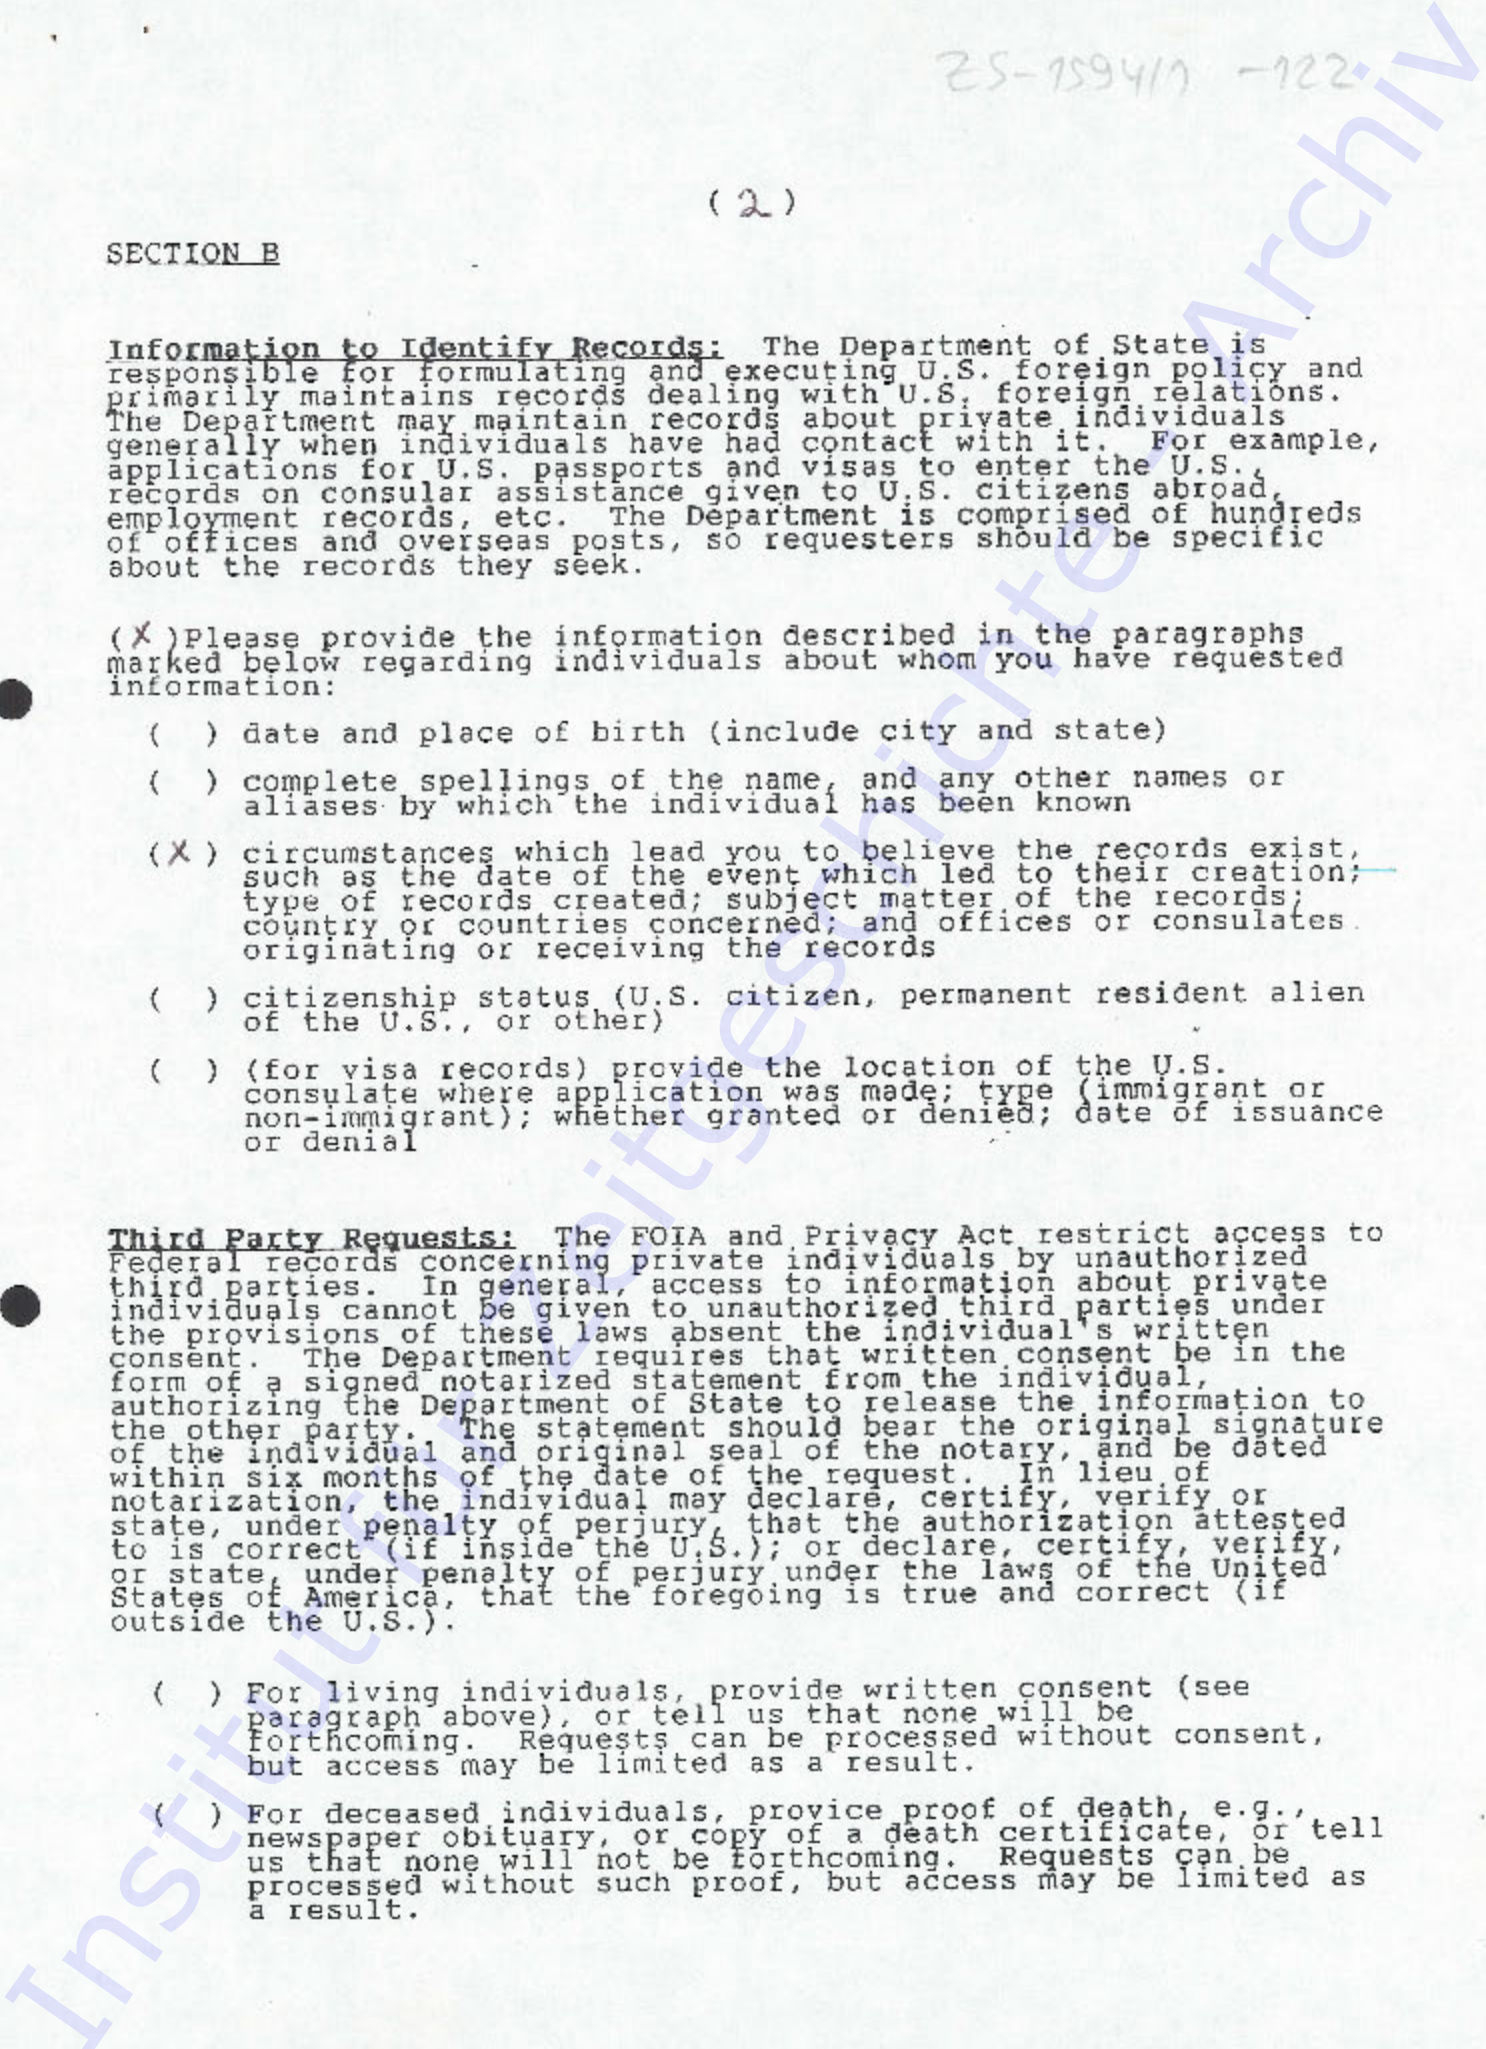 ZS-1594/1 -122
(2)
SECTION B
Information to Identify Records: The Department of State is
responsible for formulating and executing U.S. foreign policy and
primarily maintains records dealing with U.S. foreign relations.
The Department may maintain records about private individuals
generally when individuals have had contact with it. For example,
applications for U.S. passports and visas to enter the U.S.,
records on consular assistance given to U.S. citizens abroad,
employment records, etc. The Department is comprised of hundreds
of offices and overseas posts, so requesters should be specific
about the records they seek.
(X)Please provide the information described in the paragraphs
marked below regarding individuals about whom you have requested
information:
( ) date and place of birth (include city and state)
( ) complete spellings of the name, and any other names or
aliases by which the individual has been known
(X) circumstances which lead you to believe the records exist,
such as the date of the event which led to their creation;
type of records created; subject matter of the records;
country or countries concerned; and offices or consulates
originating or receiving the records
( ) citizenship status (U.S. citizen, permanent resident alien
of the U.S., or other)
( ) (for visa records) provide the location of the U.S.
consulate where application was made; type (immigrant or
non-immigrant); whether granted or denied; date of issuance
or denial
Third Party Requests: The FOIA and Privacy Act restrict access to
Federal records concerning private individuals by unauthorized
third parties. In general, access to information about private
individuals cannot be given to unauthorized third parties under
the provisions of these laws absent the individual's written
consent. The Department requires that written consent be in the
form of a signed notarized statement from the individual,
authorizing the Department of State to release the information to
the other party. The statement should bear the original signature
of the individual and original seal of the notary, and be dated
within six months of the date of the request. In lieu of
notarization, the individual may declare, certify, verify or
state, under penalty of perjury, that the authorization attested
to is correct (if inside the U.S.); or declare, certify, verify,
or state, under penalty of perjury under the laws of the United
States of America, that the foregoing is true and correct (if
outside the U.S.).
( ) For living individuals, provide written consent (see
paragraph above), or tell us that none will be
forthcoming. Requests can be processed without consent,
but access may be limited as a result.
( ) For deceased individuals, provice proof of death, e.g.,
newspaper obituary, or copy of a death certificate, or tell
us that none will not be forthcoming. Requests can be
processed without such proof, but access may be limited as
a result.
Institut für Zeitgeschichte - Archiv